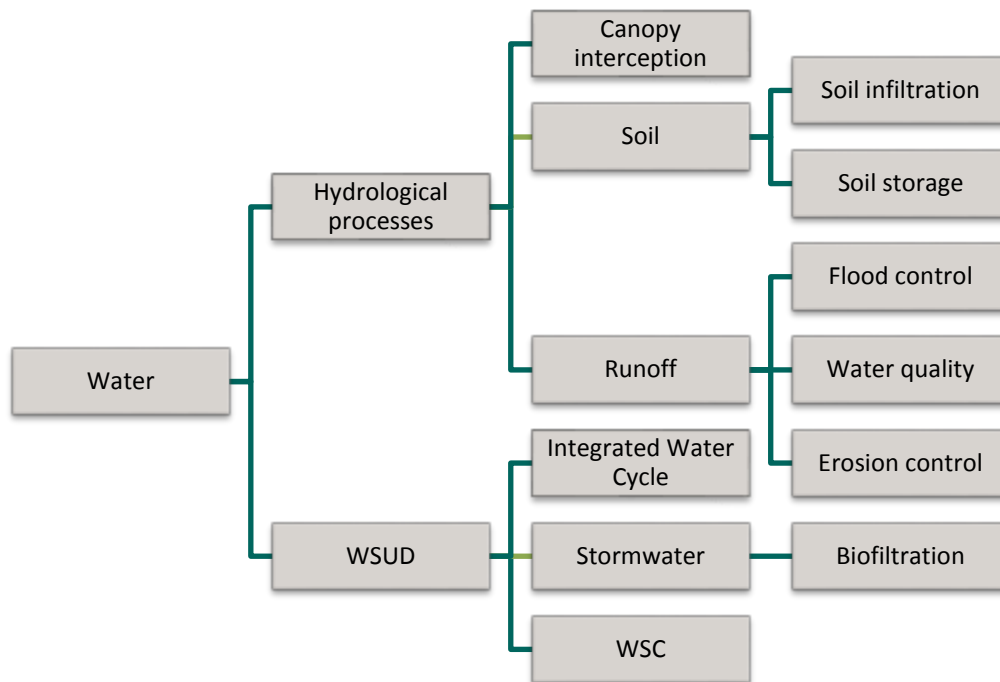 Canopy
interception
Soil infiltration
Soil
Soil storage
Hydrological
processes
Flood control
Water
Runoff
Water quality
Integrated Water
Cycle
Erosion control
WSUD
Stormwater
Biofiltration
WSC